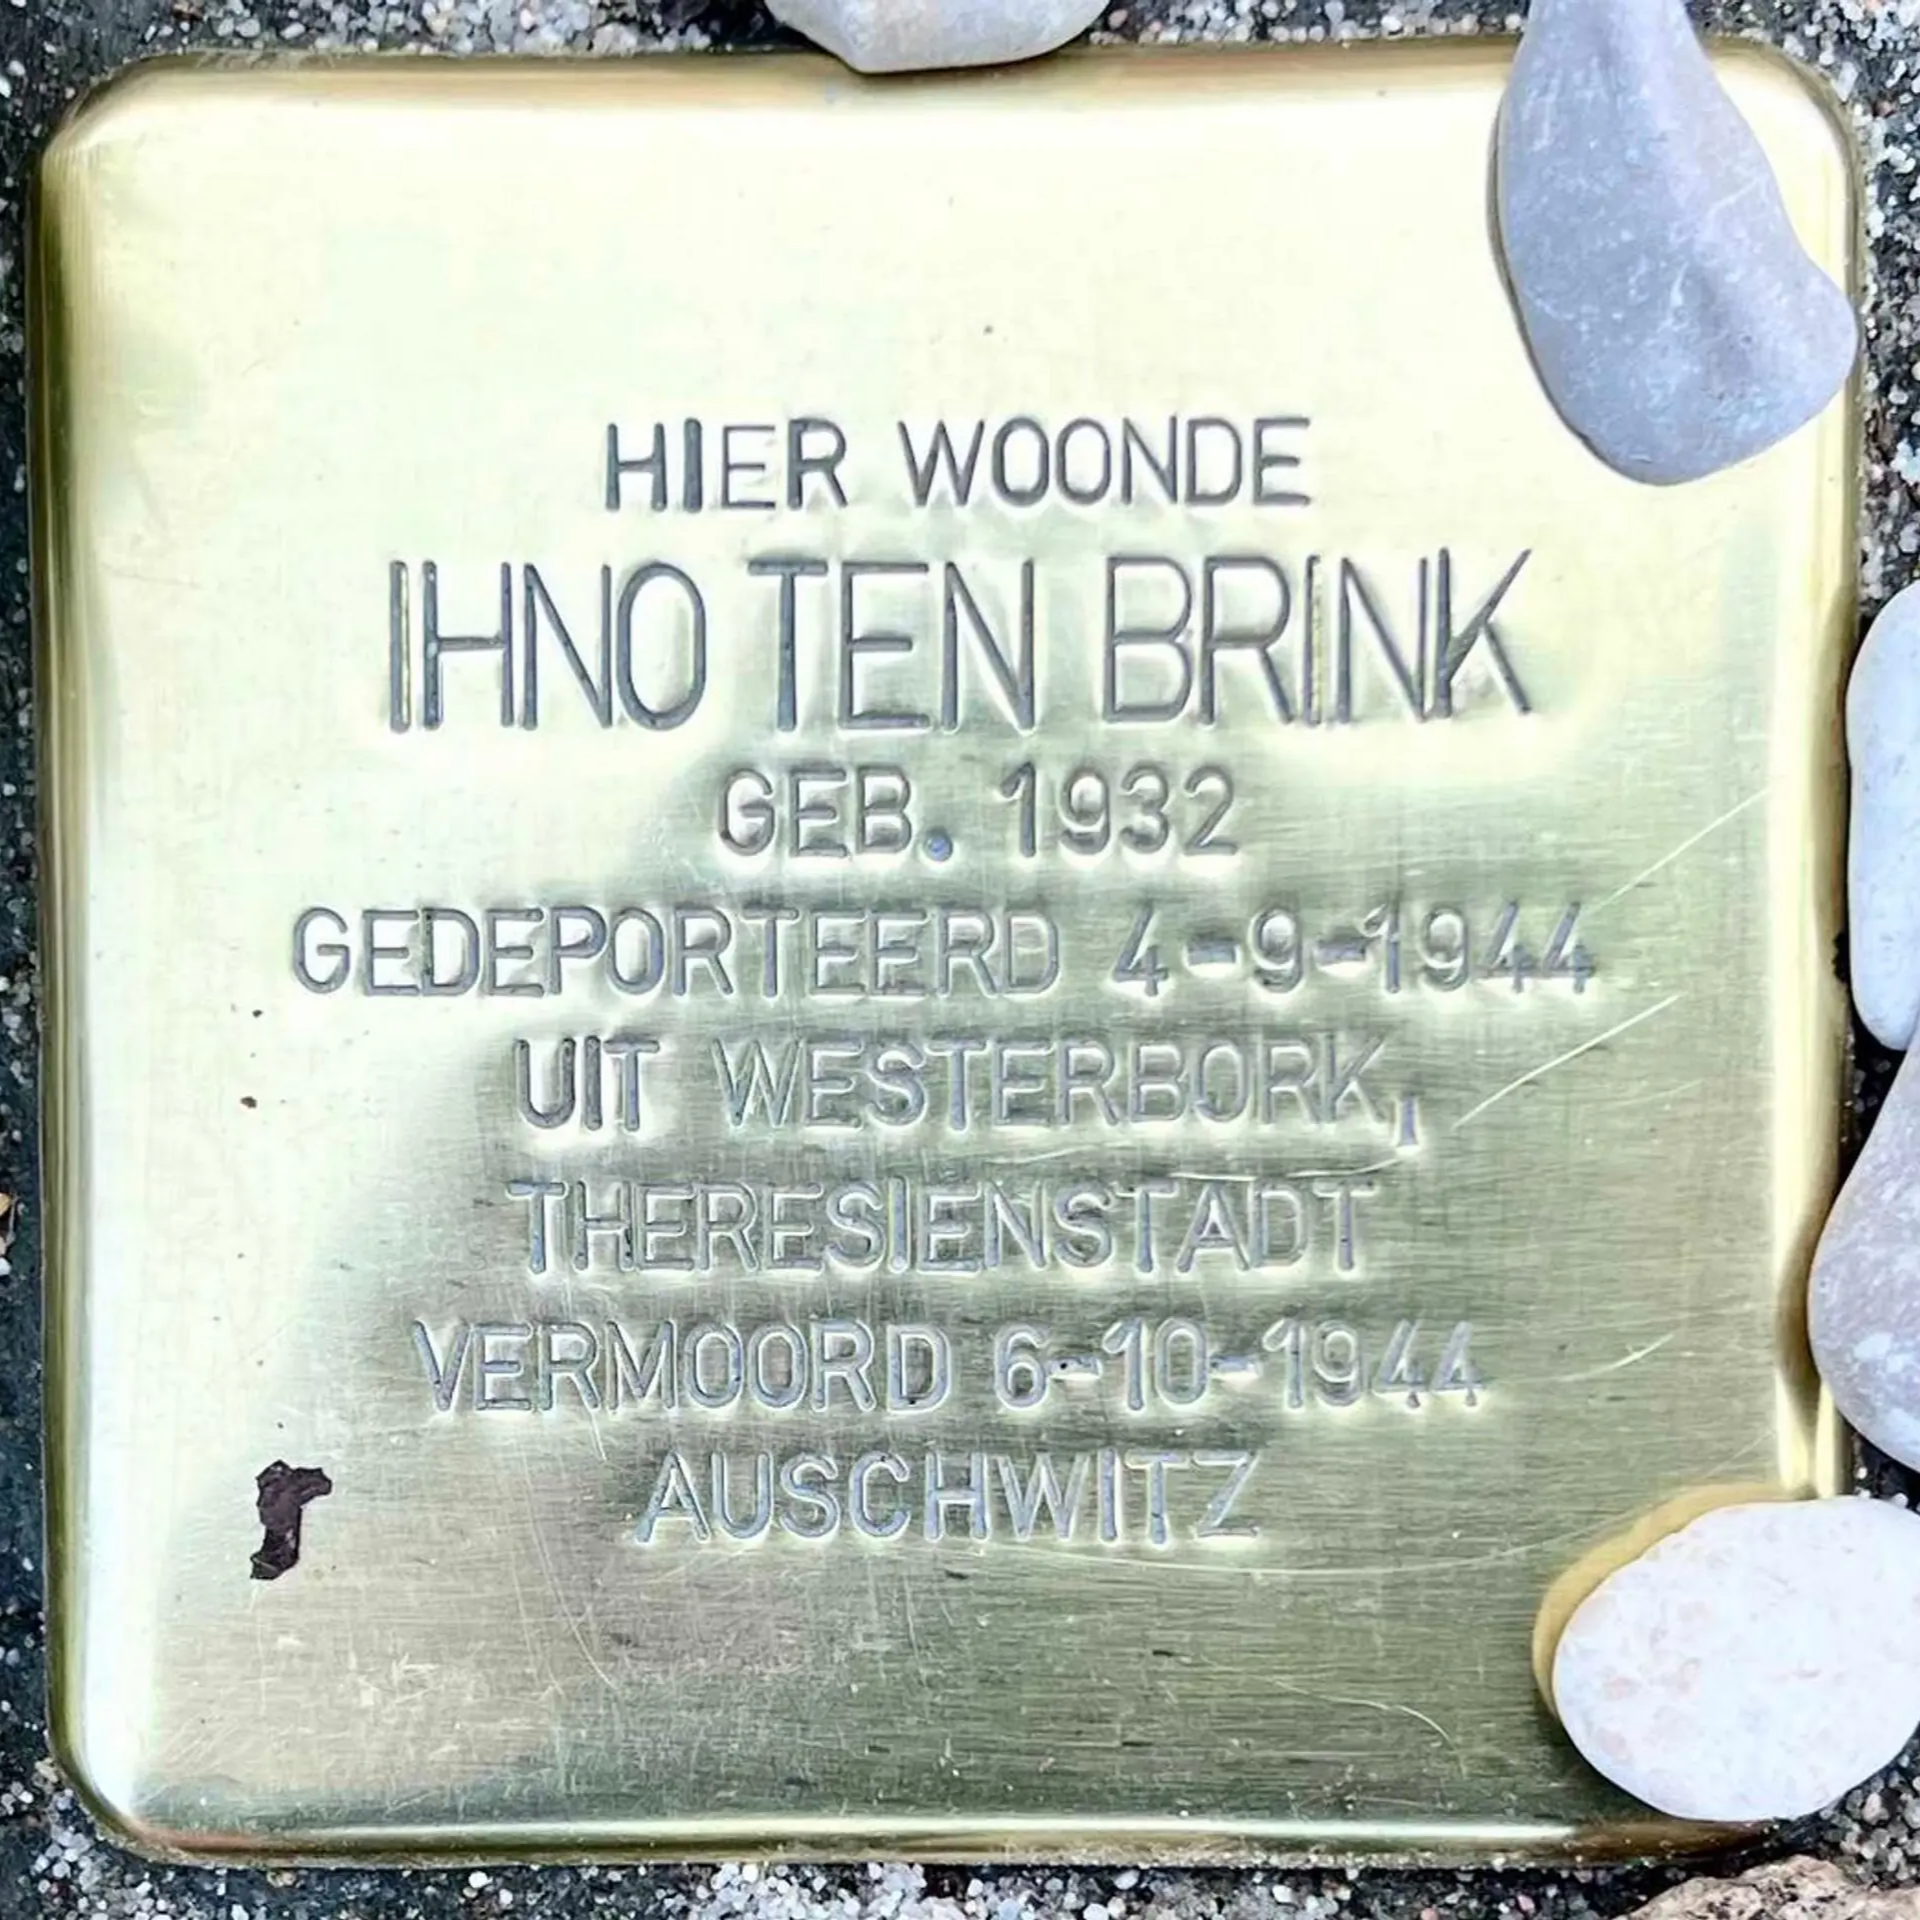 HIER WOONDE
IHNO TEN BRINK
GEB. 1932
GEDEPORTEERD 4-9-1944
UIT WESTERBORK,
THERESIENSTADT
VERMOORD 6-10-1944
AUSCHWITZ